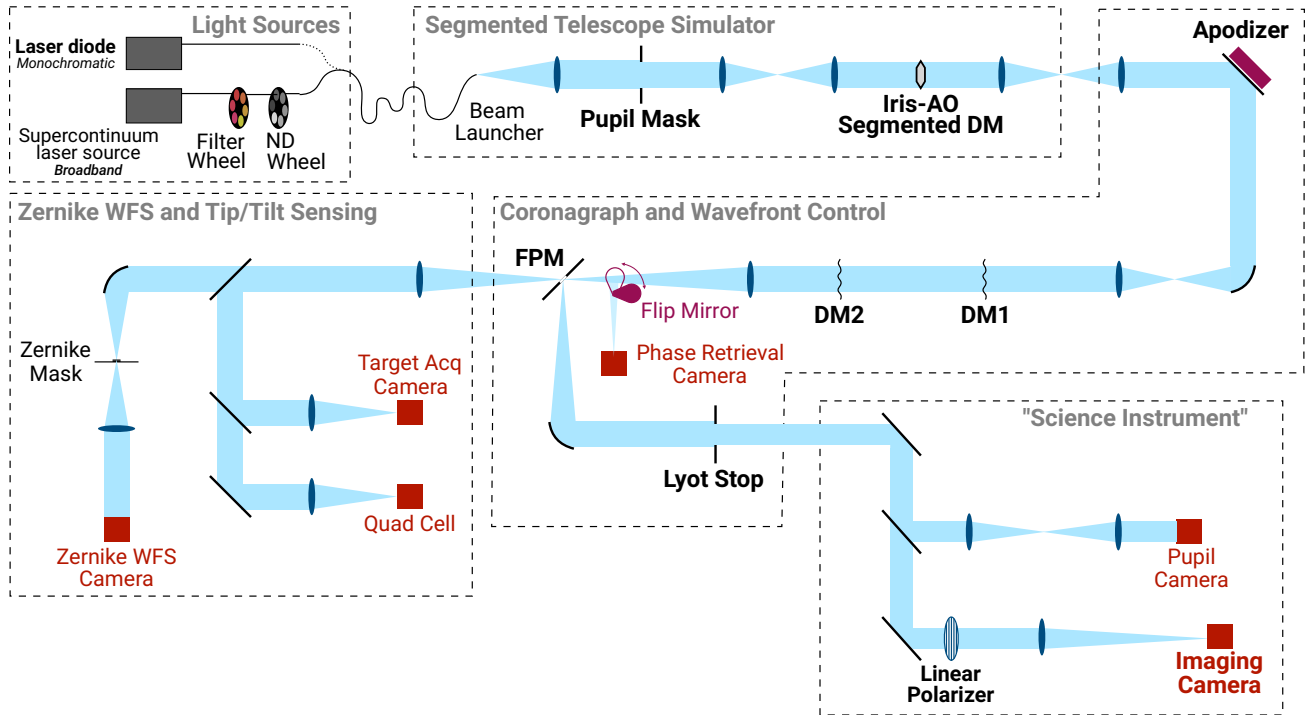 Light Sources
Laser diode
Monochromatic
Supercontinuum
laser source
Broadband
Filter
Wheel
ND
Wheel
Segmented Telescope Simulator
Beam
Launcher
Pupil Mask
Iris-AO
Segmented DM
Apodizer
Zernike WFS and Tip/Tilt Sensing
Zernike
Mask
Target Acq
Camera
Quad Cell
Zernike WFS
Camera
Coronagraph and Wavefront Control
FPM
Flip Mirror
DM2
DM1
Phase Retrieval
Camera
Lyot Stop
"Science Instrument"
Pupil
Camera
Linear
Polarizer
Imaging
Camera